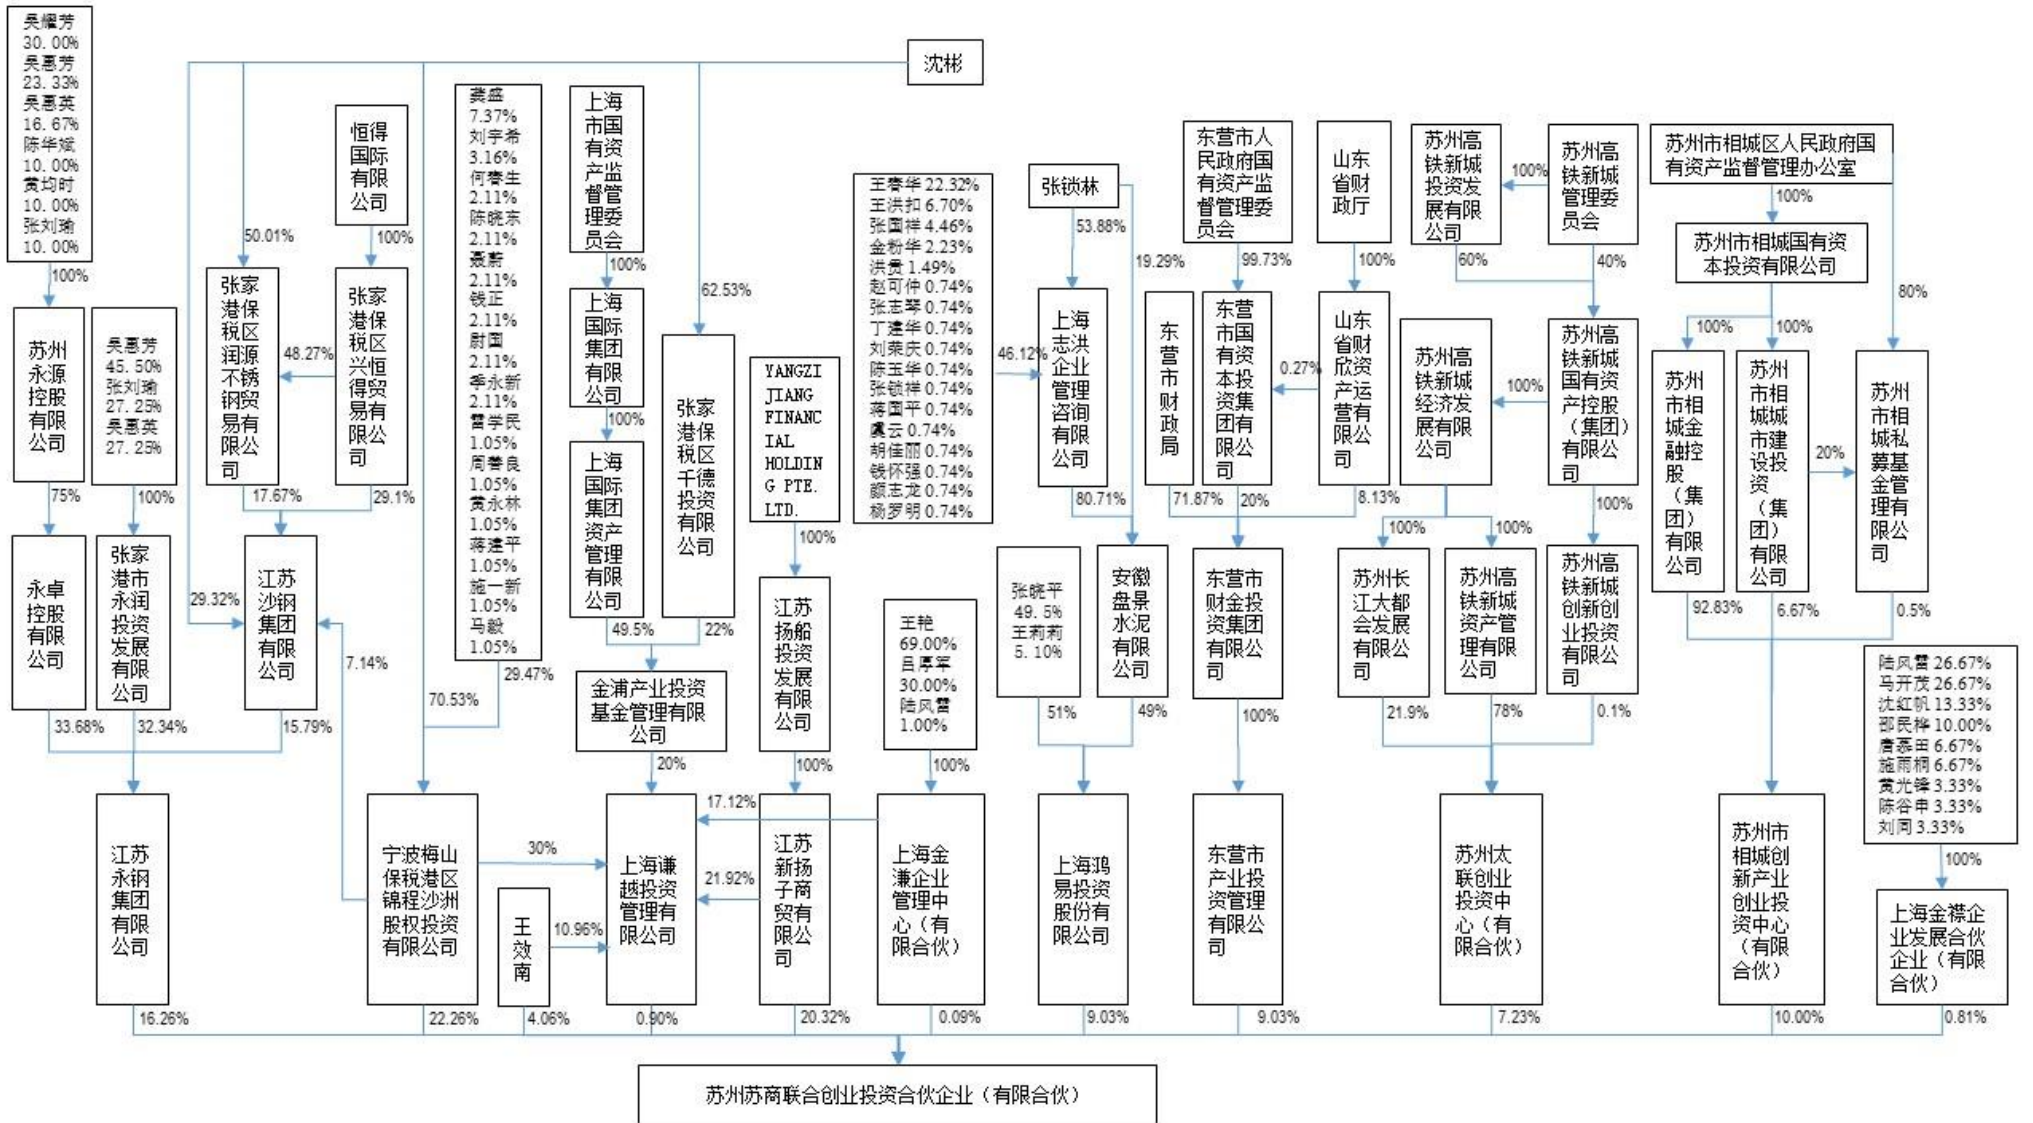 吴耀芳
30.00%
吴惠芳
23.33%
吴惠英
16.67%
陈华斌
10.00%
黄均时
10.00%
张刘瑜
10.00%
100%
苏州
永源
控股
有限
公司
75%
永卓
控股
有限
公司
33.68%
吴惠芳
45.50%
张刘瑜
27.25%
吴惠英
27.25%
100%
张家
港市
永润
投资
发展
有限
公司
32.34%
沈彬
50.01%
张家
港保
税区
润源
不锈
钢贸
易有
限公
司
17.67%
恒得
国际
有限
公司
100%
张家
港保
税区
兴恒
得贸
易有
限公
司
48.27%
29.1%
29.32%
江苏
沙钢
集团
有限
公司
15.79%
7.14%
江苏
永钢
集团
有限
公司
16.26%
龚盛
7.37%
刘宇希
3.16%
何春生
2.11%
陈晓东
2.11%
聂蔚
2.11%
钱正
2.11%
尉国
2.11%
季永新
2.11%
雷学民
1.05%
周善良
1.05%
黄永林
1.05%
蒋建平
1.05%
施一新
1.05%
马毅
1.05%
29.47%
70.53%
宁波梅山
保税港区
锦程沙洲
股权投资
有限公司
30%
22.26%
上海
市国
有资
产监
督管
理委
员会
100%
上海
国际
集团
有限
公司
100%
上海
国际
集团
资产
管理
有限
公司
49.5%
62.53%
张家
港保
税区
千德
投资
有限
公司
22%
金浦产业投资
基金管理有限
公司
20%
上海谦
越投资
管理有
限公司
0.90%
王
效
南
10.96%
4.06%
YANGZI
JIANG
FINANC
IAL
HOLDIN
G PTE.
LTD.
100%
江苏
扬船
投资
发展
有限
公司
100%
江苏
新扬
子商
贸有
限公
司
21.92%
20.32%
王艳
69.00%
吕厚军
30.00%
陆风雷
1.00%
100%
17.12%
上海金
濂企业
管理中
心（有
限合伙）
0.09%
王春华 22.32%
王洪扣 6.70%
张国祥 4.46%
金粉华 2.23%
洪贵 1.49%
赵可仲 0.74%
张志琴 0.74%
丁建华 0.74%
刘荣庆 0.74%
陈玉华 0.74%
张锁祥 0.74%
蒋国平 0.74%
虞云 0.74%
胡佳丽 0.74%
钱怀强 0.74%
颜志龙 0.74%
杨罗明 0.74%
46.12%
张锁林
53.88%
19.29%
上海
志洪
企业
管理
咨询
有限
公司
80.71%
张晓平
49.5%
王莉莉
5.10%
51%
安徽
盘景
水泥
有限
公司
49%
上海鸿
易投资
股份有
限公司
9.03%
东
营
市
财
政
局
71.87%
东营市人
民政府国
有资产监
督管理委
员会
99.73%
东营
市国
有资
本投
资集
团有
限公
司
20%
山东
省财
政厅
100%
山东
省财
欣资
产运
营有
限公
司
0.27%
8.13%
东营市
财金投
资集团
有限公
司
100%
东营市
产业投
资管理
有限公
司
9.03%
苏州高
铁新城
投资发
展有限
公司
100%
苏州高
铁新城
管理委
员会
60%
40%
苏州高
铁新城
国有资
产控股
（集团）
有限公
司
100%
苏州高
铁新城
经济发
展有限
公司
100%
100%
100%
苏州长
江大都
会发展
有限公
司
21.9%
苏州高
铁新城
资产管
理有限
公司
78%
苏州高
铁新城
创新创
业投资
有限公
司
0.1%
苏州太
联创业
投资中
心（有
限合伙）
7.23%
苏州市相城区人民政府国
有资产监督管理办公室
100%
苏州市相城国有资
本投资有限公司
80%
100%
100%
苏州
市相
城金
融控
股
（集
团）
有限
公司
92.83%
苏州
市相
城城
市建
设投
资
（集
团）
有限
公司
20%
6.67%
苏州
市相
城私
募基
金管
理有
限公
司
0.5%
苏州市
相城创
新产业
创业投
资中心
（有限
合伙）
10.00%
陆风雷 26.67%
马开茂 26.67%
沈红帆 13.33%
邵民桦 10.00%
唐慕田 6.67%
施雨桐 6.67%
黄光锋 3.33%
陈谷申 3.33%
刘同 3.33%
100%
上海金襟企
业发展合伙
企业（有限
合伙）
0.81%
苏州苏商联合创业投资合伙企业（有限合伙）